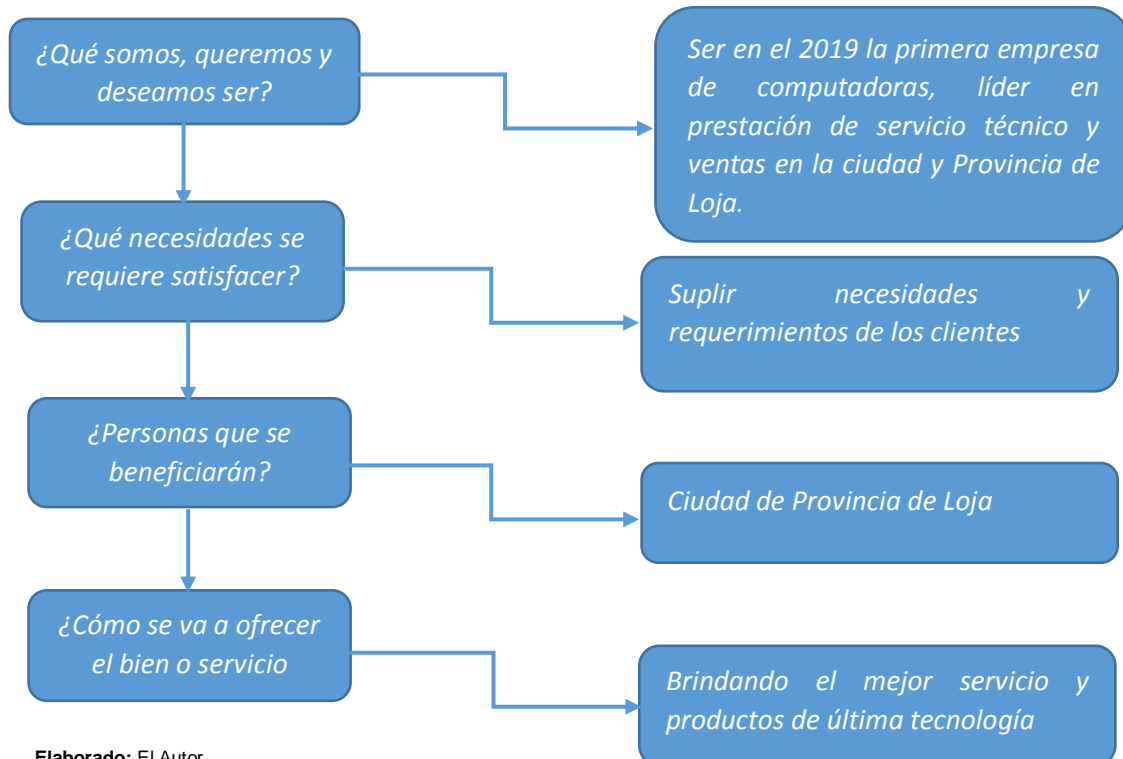 ¿Qué somos, queremos y
deseamos ser?
Ser en el 2019 la primera empresa
de computadoras, líder en
prestación de servicio técnico y
ventas en la ciudad y Provincia de
Loja.
¿Qué necesidades se
requiere satisfacer?
Suplir necesidades y
requerimientos de los clientes
¿Personas que se
beneficiarán?
Ciudad de Provincia de Loja
¿Cómo se va a ofrecer
el bien o servicio
Brindando el mejor servicio y
productos de última tecnología
Elaborado: El Autor